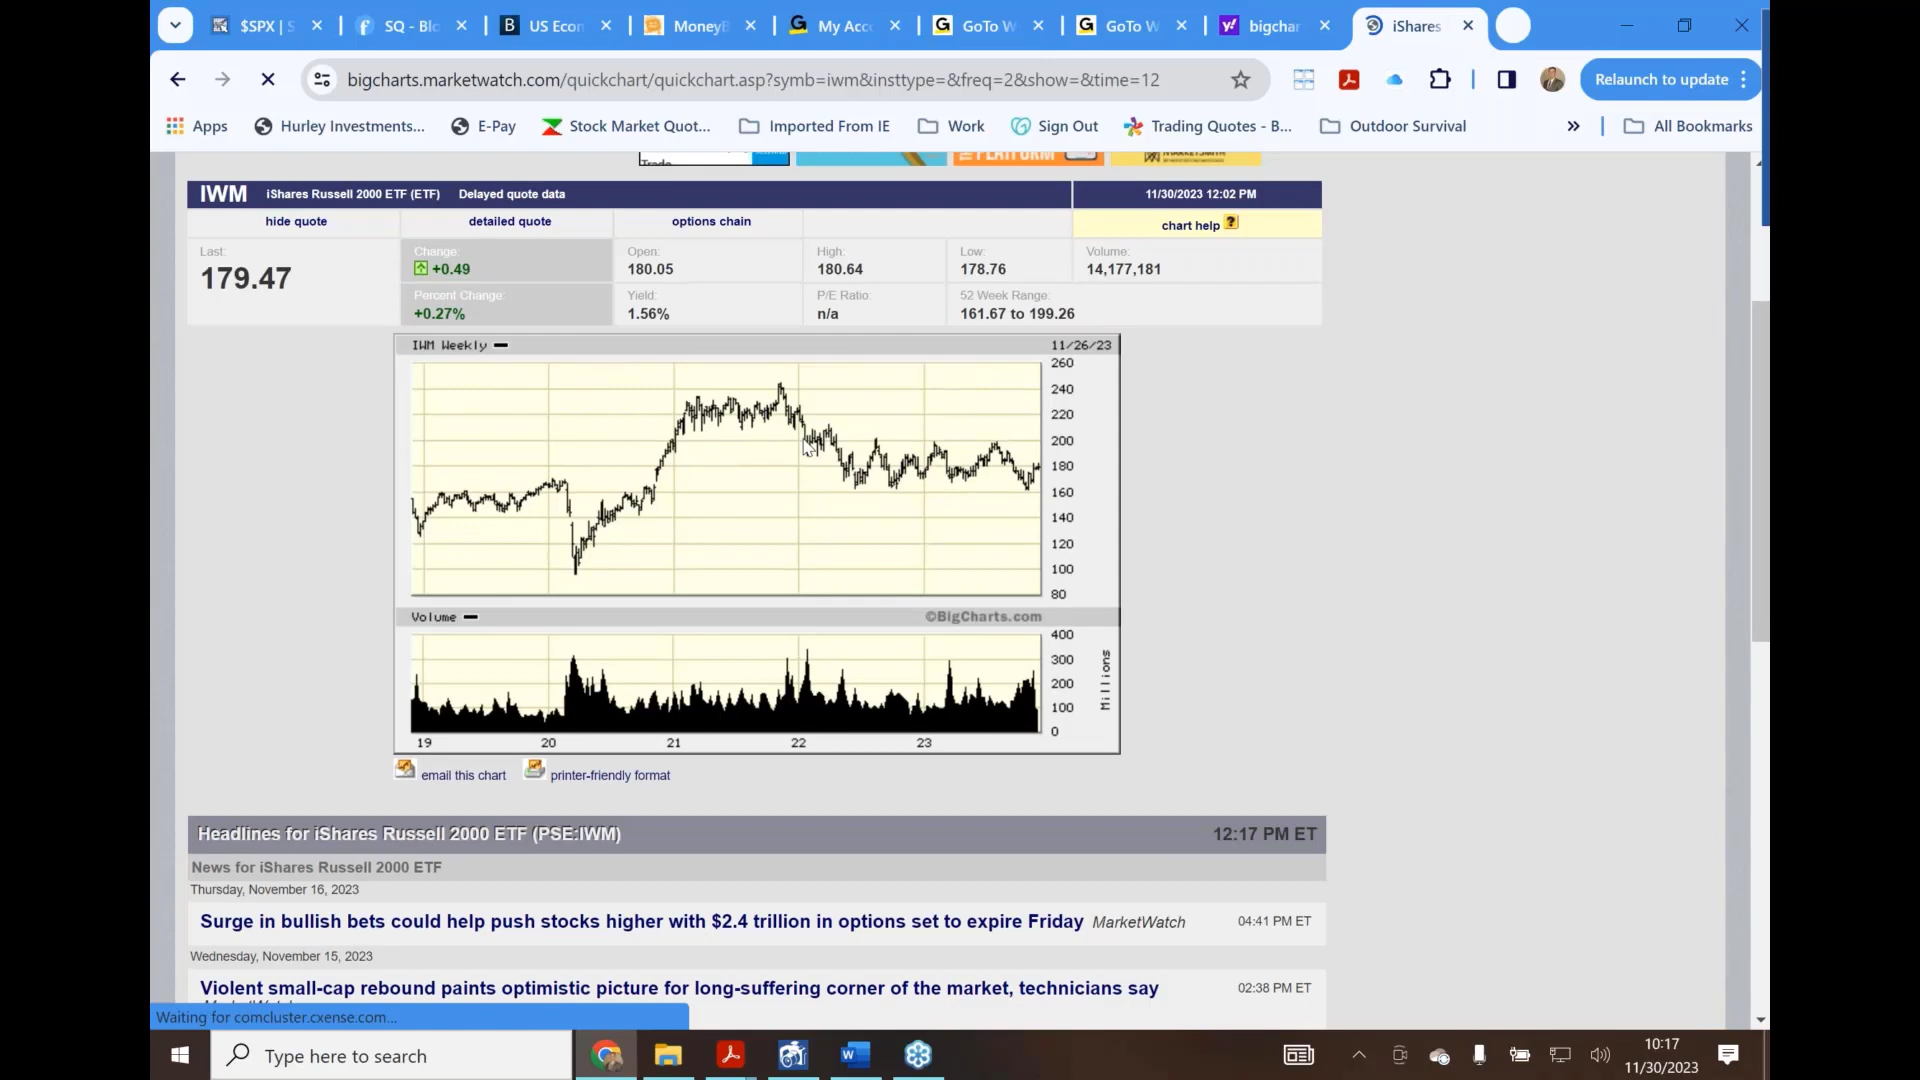 $SPX | S
SQ - Blo
US Econ
MoneyB
My Acco
GoTo W
GoTo W
bigchar
iShares
bigcharts.marketwatch.com/quickchart/quickchart.asp?symb=iwm&insttype=&freq=2&show=&time=12
Relaunch to update
Apps
Hurley Investments...
E-Pay
Stock Market Quot...
Imported From IE
Work
Sign Out
Trading Quotes - B...
Outdoor Survival
All Bookmarks
Trade
PLATFORM
IWM iShares Russell 2000 ETF (ETF) Delayed quote data 11/30/2023 12:02 PM
hide quote detailed quote options chain chart help ?
Last: Change: Open: High: Low: Volume:
179.47 +0.49 180.05 180.64 178.76 14,177,181
Percent Change: Yield: P/E Ratio: 52 Week Range:
+0.27% 1.56% n/a 161.67 to 199.26
IWM Weekly 11/26/23
260
240
220
200
180
160
140
120
100
80
Volume ©BigCharts.com
400
300
200
100
0
Millions
19 20 21 22 23
email this chart printer-friendly format
Headlines for iShares Russell 2000 ETF (PSE:IWM) 12:17 PM ET
News for iShares Russell 2000 ETF
Thursday, November 16, 2023
Surge in bullish bets could help push stocks higher with $2.4 trillion in options set to expire Friday MarketWatch 04:41 PM ET
Wednesday, November 15, 2023
Violent small-cap rebound paints optimistic picture for long-suffering corner of the market, technicians say 02:38 PM ET
Waiting for comcluster.cxense.com...
Type here to search
10:17
11/30/2023